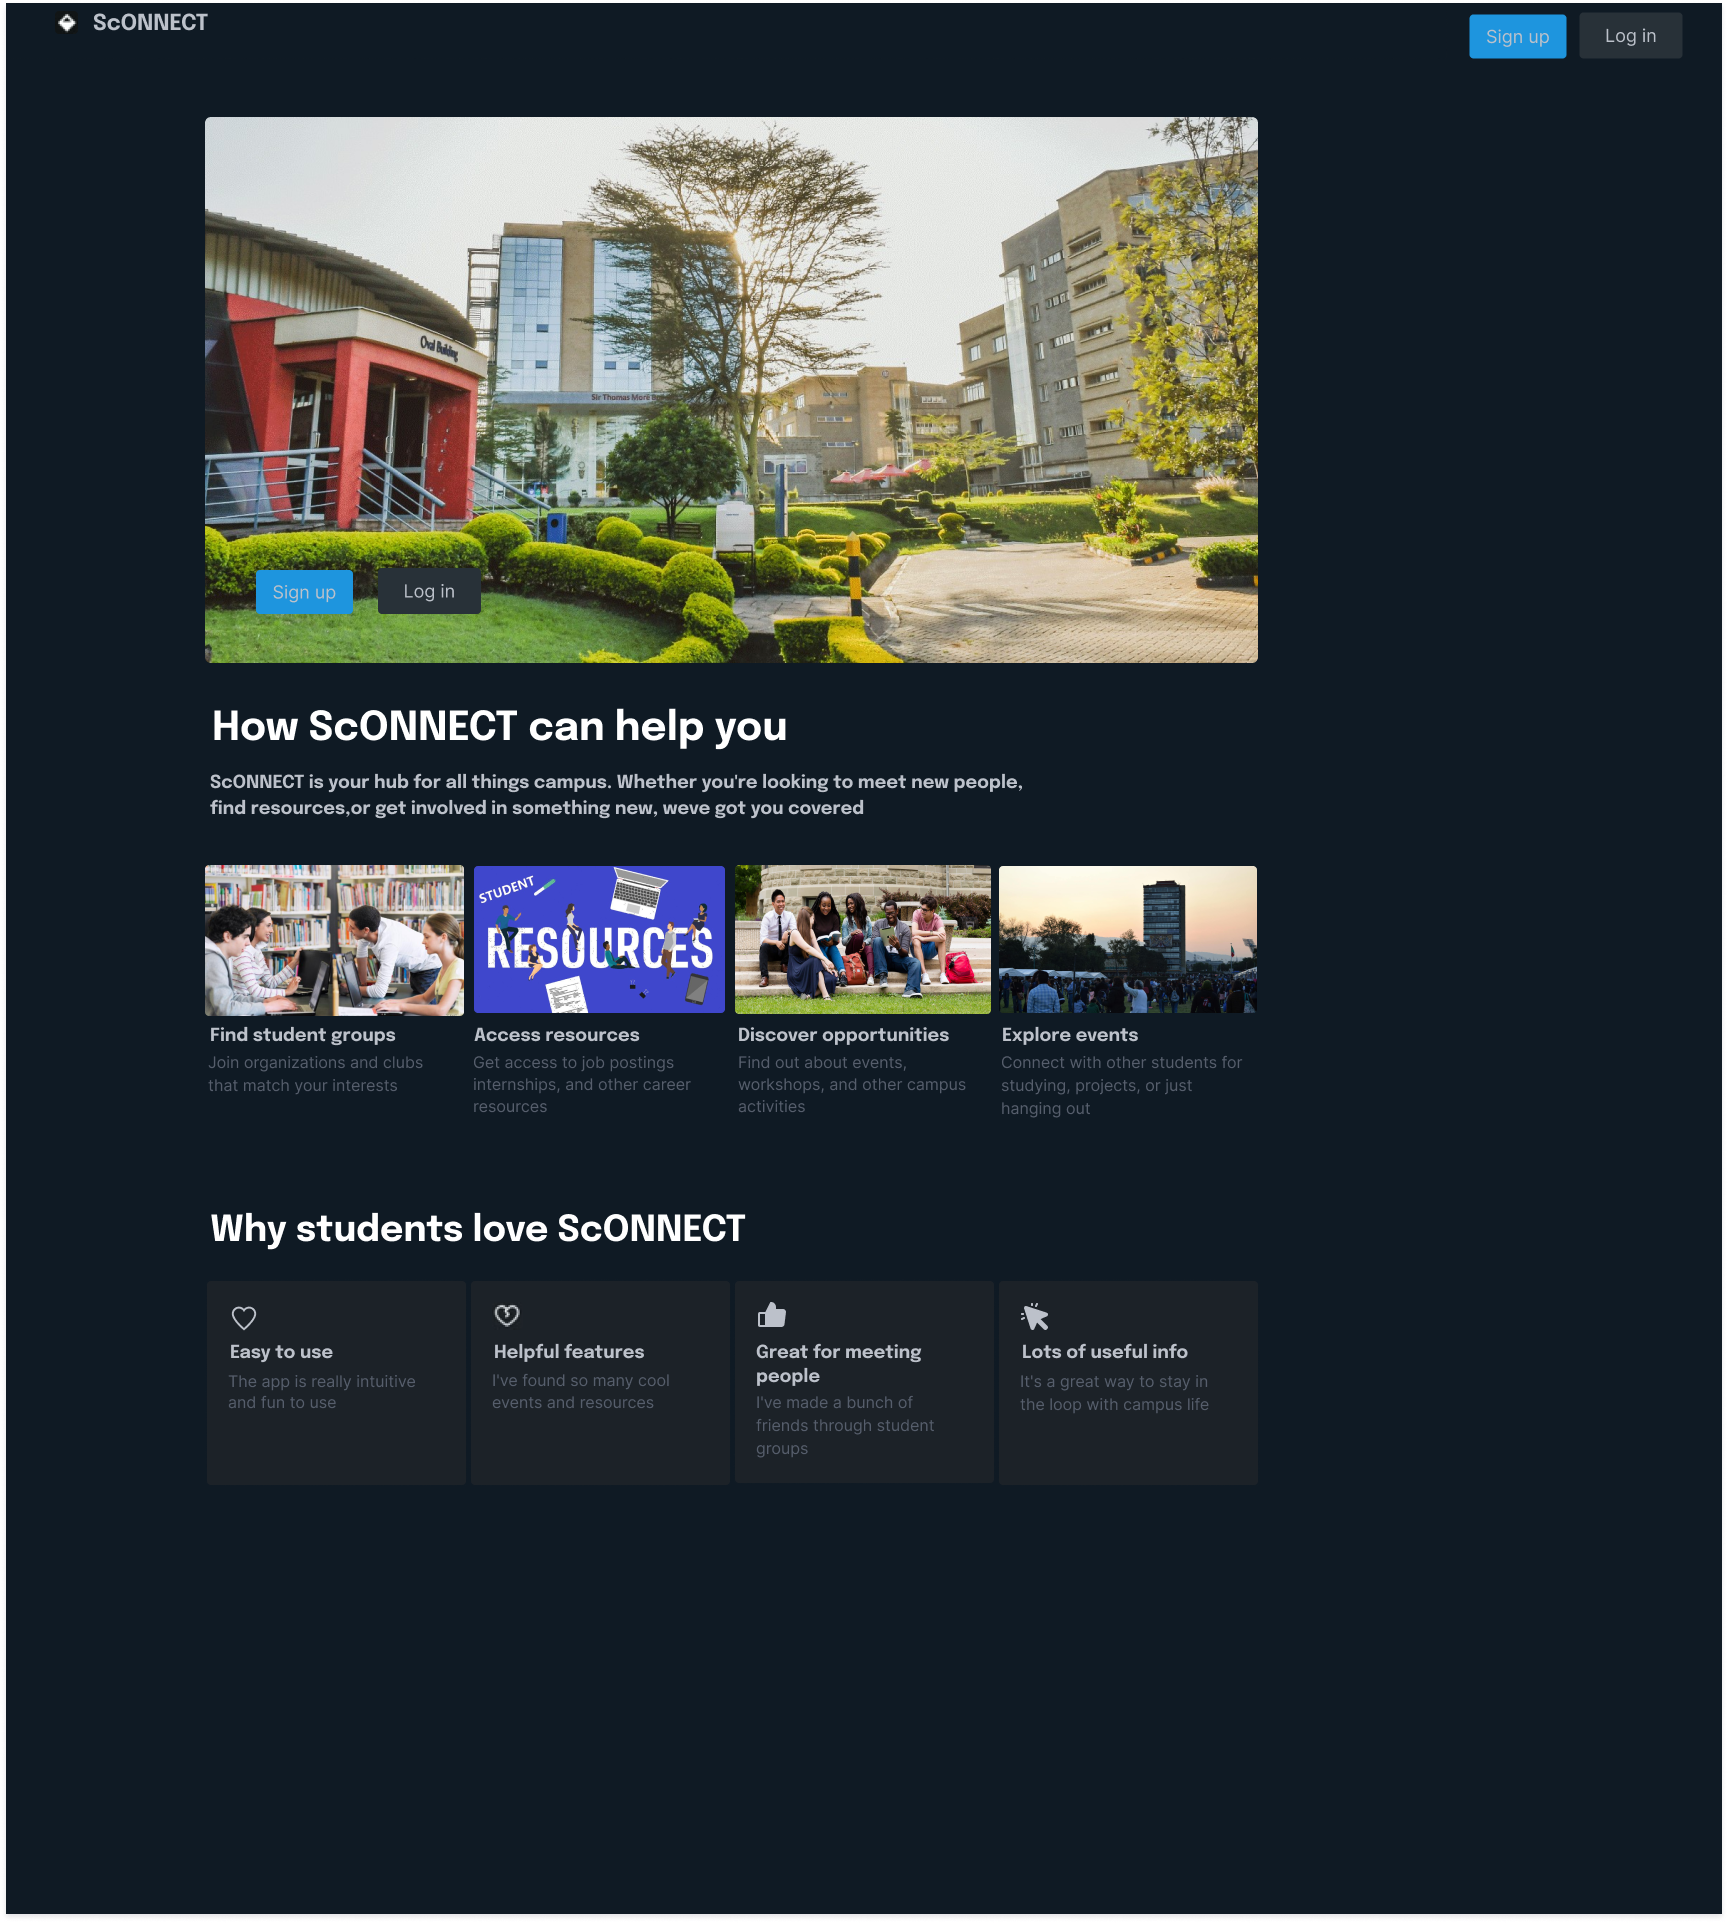 ScONNECT
Sign up
Log in
Oval Building
Sir Thomas More
Sign up
Log in
How ScONNECT can help you
ScONNECT is your hub for all things campus. Whether you're looking to meet new people,
find resources,or get involved in something new, weve got you covered
STUDENT
RESOURCES
Find student groups
Join organizations and clubs
that match your interests
Access resources
Get access to job postings
internships, and other career
resources
Discover opportunities
Find out about events,
workshops, and other campus
activities
Explore events
Connect with other students for
studying, projects, or just
hanging out
Why students love ScONNECT
Easy to use
The app is really intuitive
and fun to use
Helpful features
I've found so many cool
events and resources
Great for meeting
people
I've made a bunch of
friends through student
groups
Lots of useful info
It's a great way to stay in
the loop with campus life